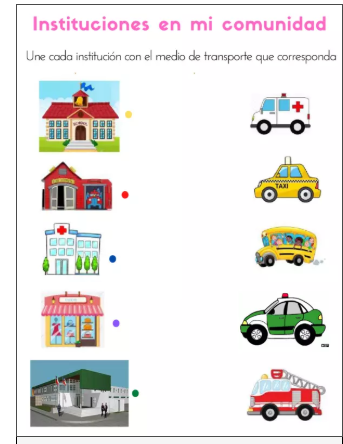 Instituciones en mi comunidad
Une cada institución con el medio de transporte que corresponda
TAXI